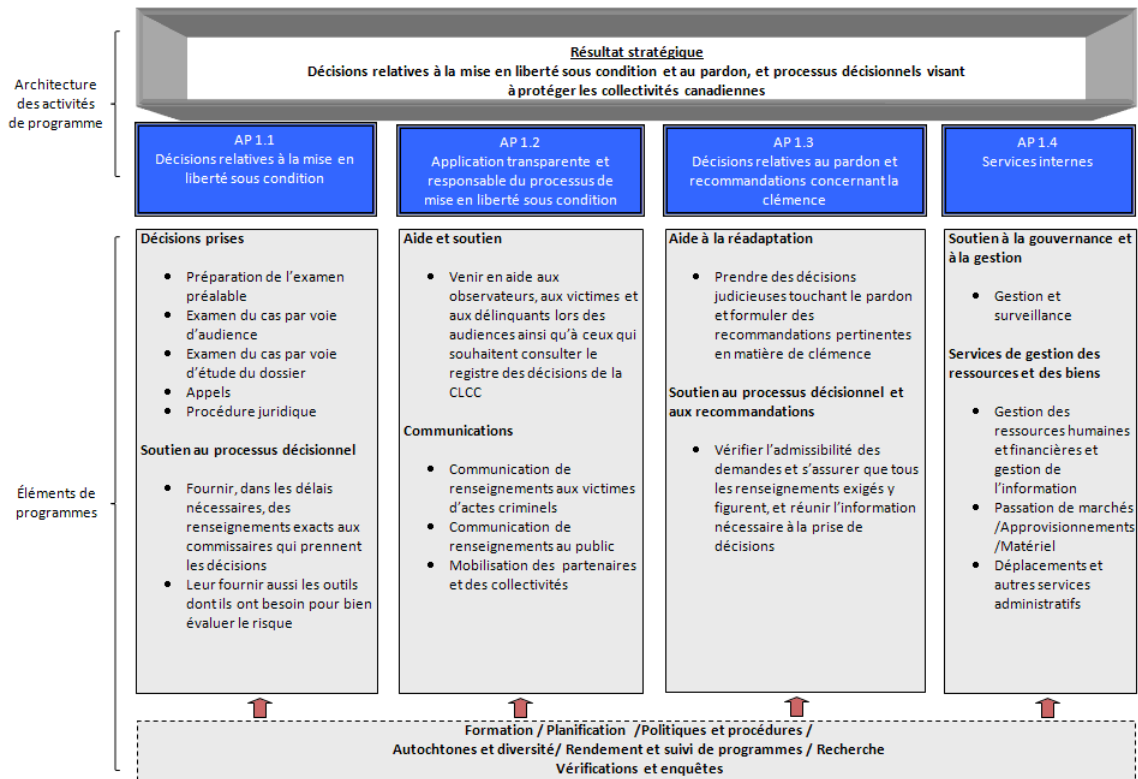 Résultat stratégique
Décisions relatives à la mise en liberté sous condition et au pardon, et processus décisionnels visant
à protéger les collectivités canadiennes
Architecture
des activités
de programme
AP 1.1
Décisions relatives à la mise en
liberté sous condition
AP 1.2
Application transparente et
responsable du processus de
mise en liberté sous condition
AP 1.3
Décisions relatives au pardon et
recommandations concernant la
clémence
AP 1.4
Services internes
Éléments de
programmes
Décisions prises
• Préparation de l’examen
préalable
• Examen du cas par voie
d’audience
• Examen du cas par voie
d’étude du dossier
• Appels
• Procédure juridique
Soutien au processus décisionnel
• Fournir, dans les délais
nécessaires, des
renseignements exacts aux
commissaires qui prennent
les décisions
• Leur fournir aussi les outils
dont ils ont besoin pour bien
évaluer le risque
Aide et soutien
• Venir en aide aux
observateurs, aux victimes et
aux délinquants lors des
audiences ainsi qu’à ceux qui
souhaitent consulter le
registre des décisions de la
CLCC
Communications
• Communication de
renseignements aux victimes
d’actes criminels
• Communication de
renseignements au public
• Mobilisation des partenaires
et des collectivités
Aide à la réadaptation
• Prendre des décisions
judicieuses touchant le pardon
et formuler des
recommandations pertinentes
en matière de clémence
Soutien au processus décisionnel et
aux recommandations
• Vérifier l’admissibilité des
demandes et s’assurer que tous
les renseignements exigés y
figurent, et réunir l’information
nécessaire à la prise de
décisions
Soutien à la gouvernance et
à la gestion
• Gestion et
surveillance
Services de gestion des
ressources et des biens
• Gestion des
ressources humaines
et financières et
gestion de
l’information
• Passation de marchés
/Approvisionnements
/Matériel
• Déplacements et
autres services
administratifs
Formation / Planification /Politiques et procédures /
Autochtones et diversité/ Rendement et suivi de programmes / Recherche
Vérifications et enquêtes